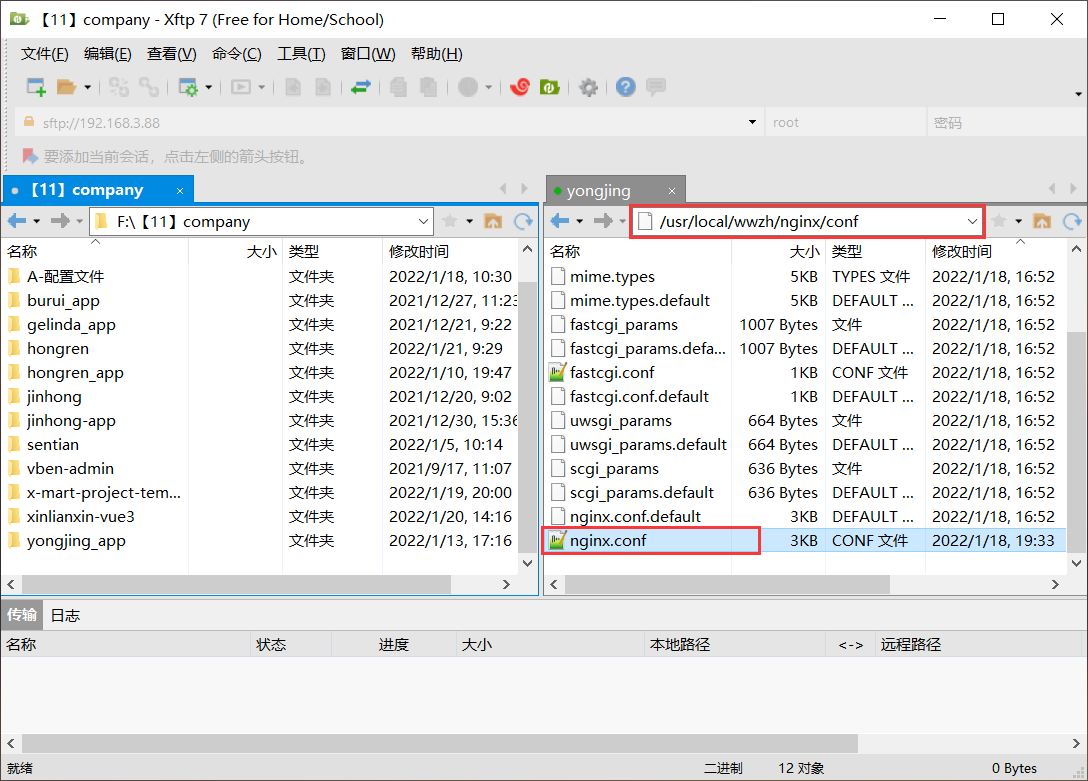 【11】company - Xftp 7 (Free for Home/School)
文件(F) 编辑(E) 查看(V) 命令(C) 工具(T) 窗口(W) 帮助(H)
sftp://192.168.3.88 root 密码
要添加当前会话，点击左侧的箭头按钮。
【11】company × yongjing ×
F:\【11】company /usr/local/wwzh/nginx/conf
名称 大小 类型 修改时间
A-配置文件 文件夹 2022/1/18, 10:30
burui_app 文件夹 2021/12/27, 11:23
gelinda_app 文件夹 2021/12/21, 9:22
hongren 文件夹 2022/1/21, 9:29
hongren_app 文件夹 2022/1/10, 19:47
jinhong 文件夹 2021/12/20, 9:02
jinhong-app 文件夹 2021/12/30, 15:36
sentian 文件夹 2022/1/5, 10:14
vben-admin 文件夹 2021/9/17, 11:07
x-mart-project-tem... 文件夹 2022/1/19, 20:00
xinlianxin-vue3 文件夹 2022/1/20, 14:16
yongjing_app 文件夹 2022/1/13, 17:16
名称 大小 类型 修改时间
mime.types 5KB TYPES 文件 2022/1/18, 16:52
mime.types.default 5KB DEFAULT ... 2022/1/18, 16:52
fastcgi_params 1007 Bytes 文件 2022/1/18, 16:52
fastcgi_params.defa... 1007 Bytes DEFAULT ... 2022/1/18, 16:52
fastcgi.conf 1KB CONF 文件 2022/1/18, 16:52
fastcgi.conf.default 1KB DEFAULT ... 2022/1/18, 16:52
uwsgi_params 664 Bytes 文件 2022/1/18, 16:52
uwsgi_params.default 664 Bytes DEFAULT ... 2022/1/18, 16:52
scgi_params 636 Bytes 文件 2022/1/18, 16:52
scgi_params.default 636 Bytes DEFAULT ... 2022/1/18, 16:52
nginx.conf.default 3KB DEFAULT ... 2022/1/18, 16:52
nginx.conf 3KB CONF 文件 2022/1/18, 19:33
传输 日志
名称 状态 进度 大小 本地路径 <-> 远程路径
就绪 二进制 12 对象 0 Bytes